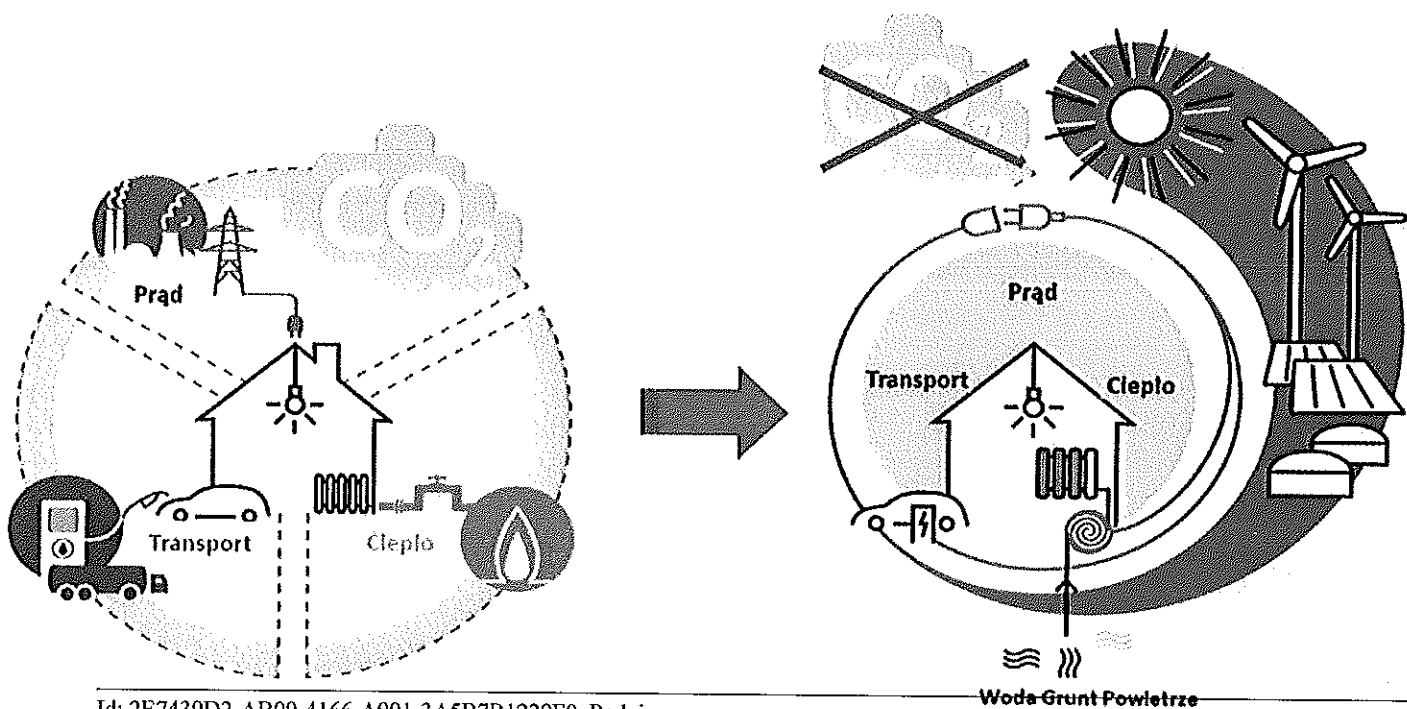 CO2
Prąd
Transport
Ciepło
CO2
Prąd
Transport
Ciepło
Woda Grunt Powietrze